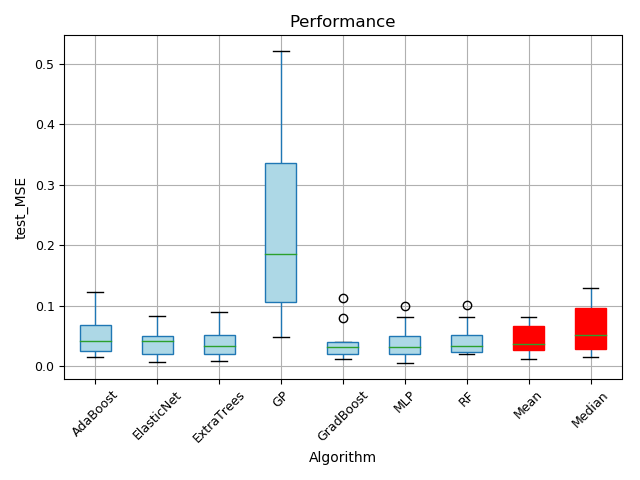 Performance
test_MSE
0.5
0.4
0.3
0.2
0.1
0.0
AdaBoost
ElasticNet
ExtraTrees
GP
GradBoost
MLP
RF
Mean
Median
Algorithm